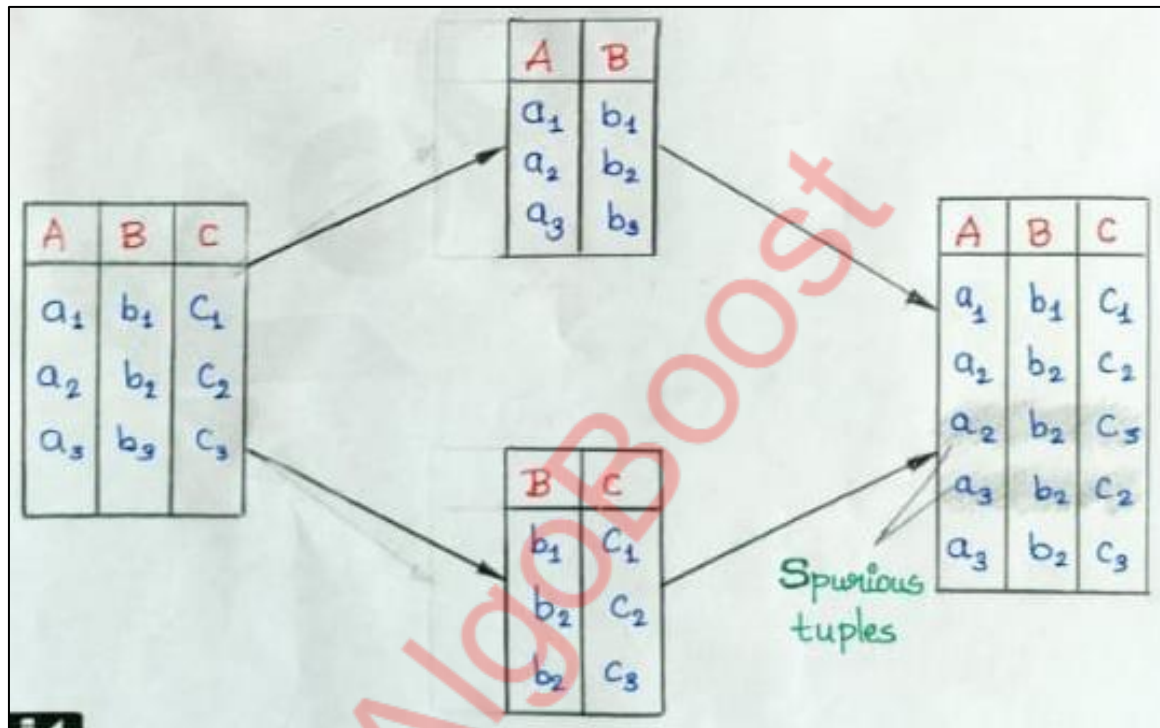 A B
a₁ b₁
a₂ b₂
a₃ b₃
A B C
a₁ b₁ C₁
a₂ b₂ C₂
a₃ b₃ C₃
B C
b₁ C₁
b₂ C₂
b₂ C₃
A B C
a₁ b₁ C₁
a₂ b₂ C₂
a₂ b₂ C₃
a₃ b₂ C₂
a₃ b₂ C₃
Spurious
tuples
AlgoBoost